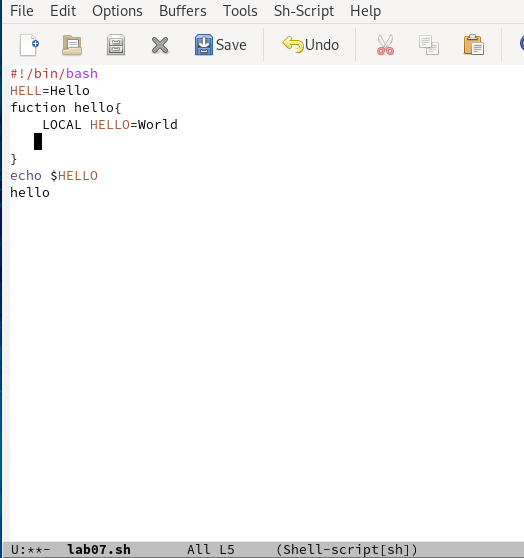 File Edit Options Buffers Tools Sh-Script Help
Save Undo
#!/bin/bash
HELL=Hello
fuction hello{
    LOCAL HELLO=World
}
echo $HELLO
hello
U:**- lab07.sh All L5 (Shell-script[sh])